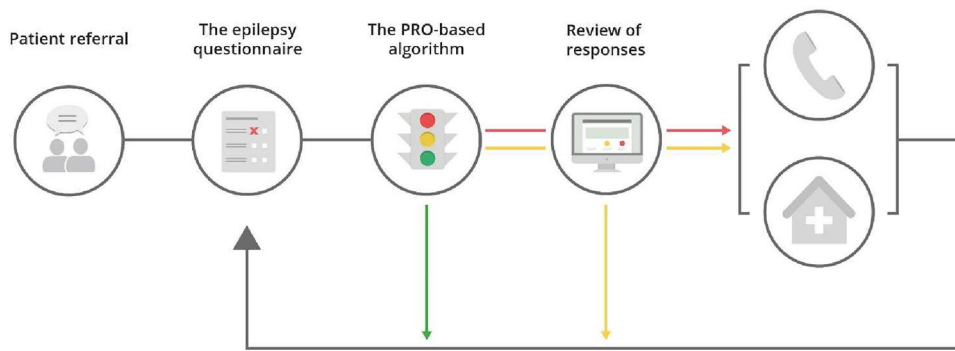 Patient referral
The epilepsy
questionnaire
The PRO-based
algorithm
Review of
responses